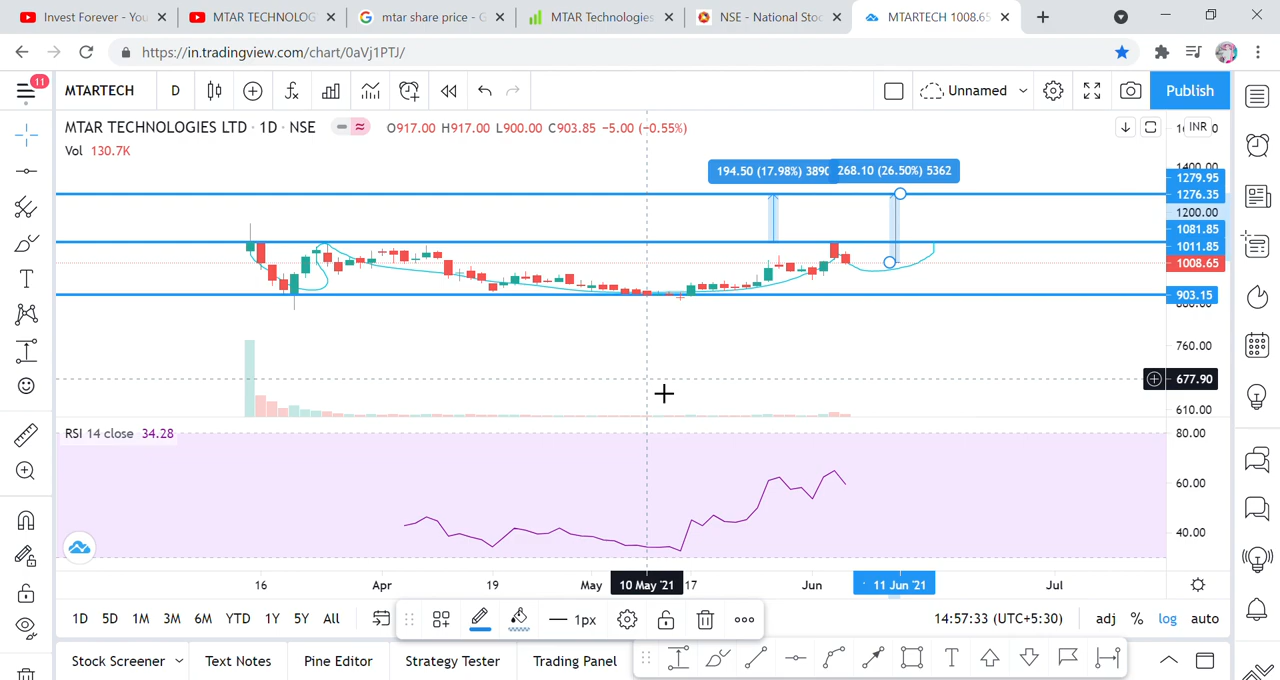 Invest Forever - You
MTAR TECHNOLOG
mtar share price - G
MTAR Technologies
NSE - National Stoc
MTARTECH 1008.65
https://in.tradingview.com/chart/0aVj1PTJ/
11
MTARTECH
D
Unnamed
Publish
MTAR TECHNOLOGIES LTD · 1D · NSE
O917.00 H917.00 L900.00 C903.85 −5.00 (−0.55%)
INR
Vol 130.7K
194.50 (17.98%) 3890
268.10 (26.50%) 5362
1400.00
1279.95
1276.35
1200.00
1081.85
1011.85
1008.65
903.15
760.00
677.90
610.00
RSI 14 close 34.28
80.00
60.00
40.00
16
Apr
19
May
10 May '21
17
Jun
11 Jun '21
Jul
1D
5D
1M
3M
6M
YTD
1Y
5Y
All
1px
14:57:33 (UTC+5:30)
adj
%
log
auto
Stock Screener
Text Notes
Pine Editor
Strategy Tester
Trading Panel
T